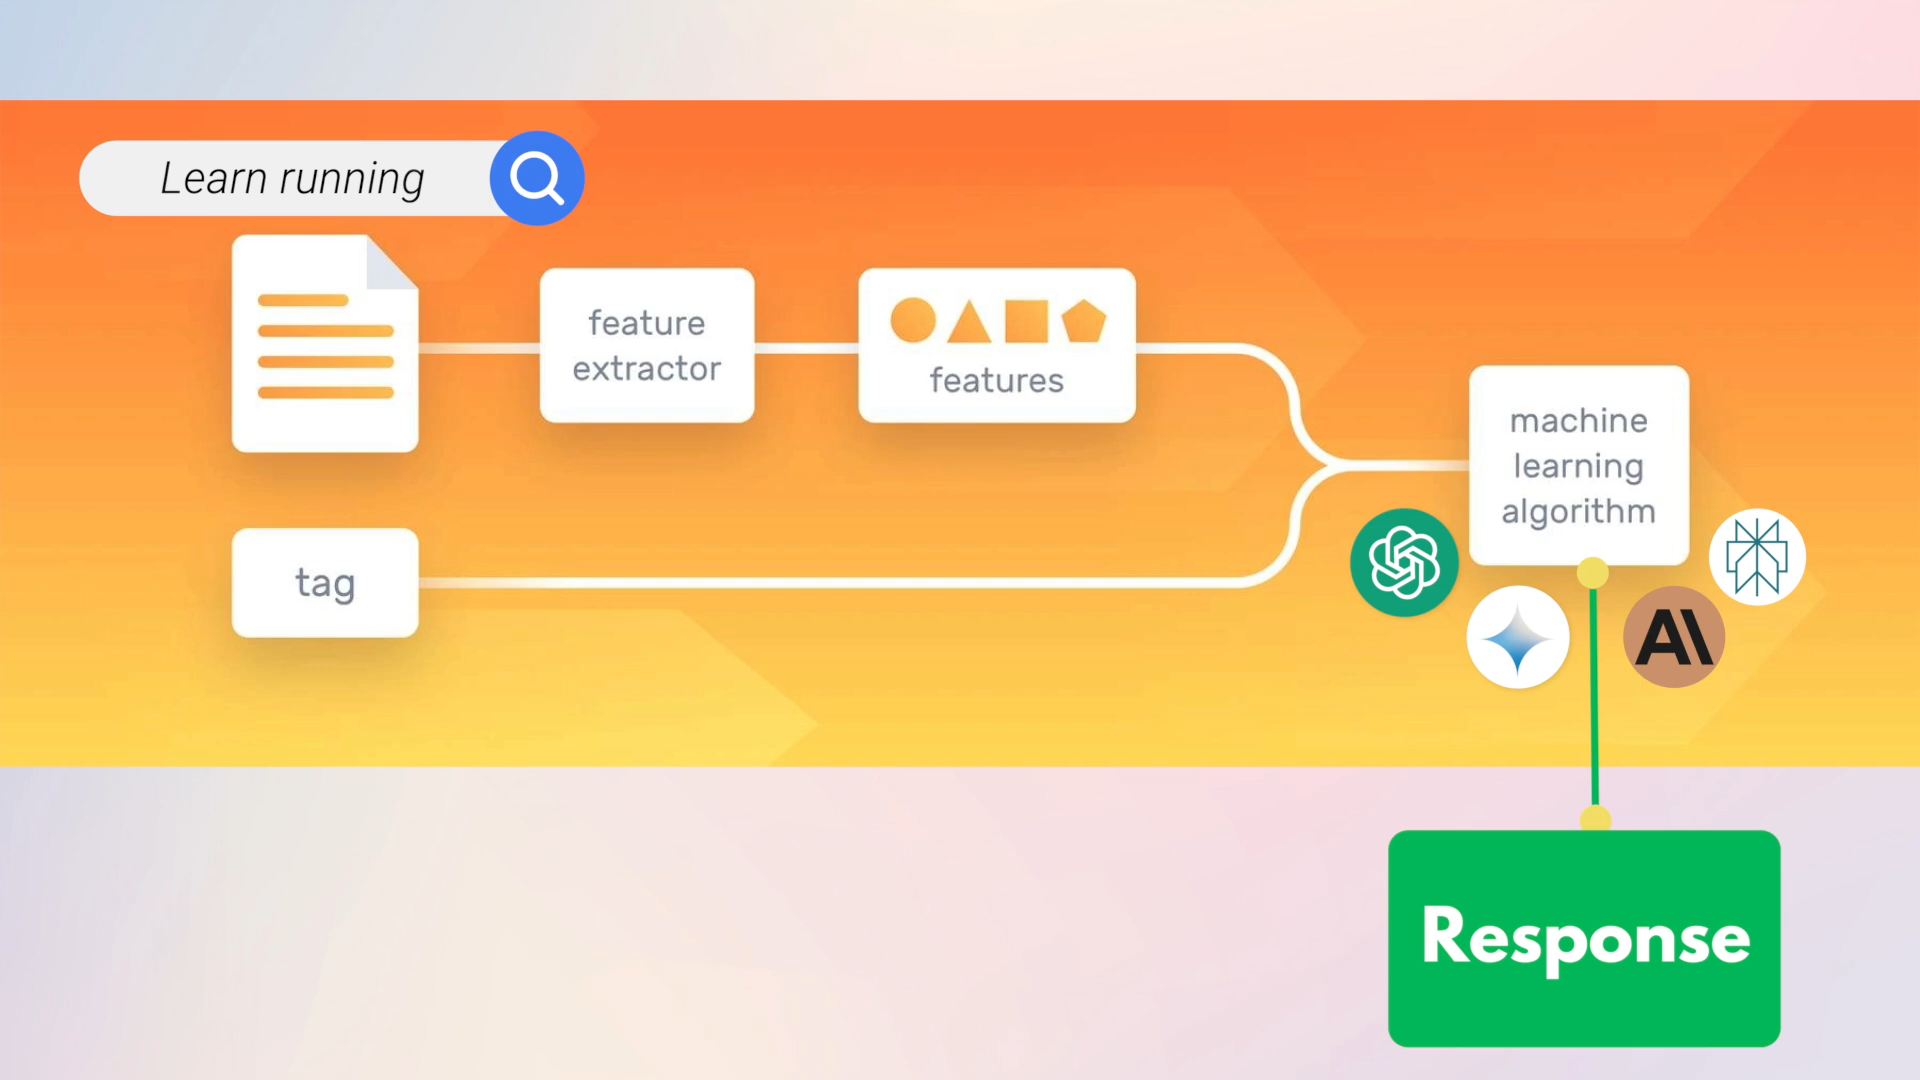 Learn running
feature
extractor
features
machine
learning
algorithm
tag
AI
Response